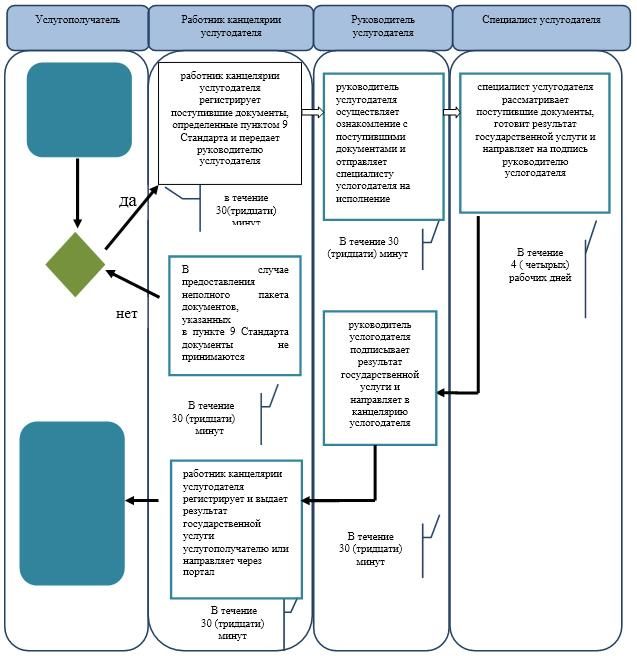 Услугополучатель
Работник канцелярии
услугодателя
Руководитель
услугодателя
Специалист услугодателя
работник канцелярии
услугодателя
регистрирует
поступившие документы,
определенные пунктом 9
Стандарта и передает
руководителю
услугодателя
руководитель
услугодателя
осуществляет
ознакомление с
поступившими
документами и
отправляет
специалисту
услогодателя на
исполнение
специалист услугодателя
рассматривает
поступившие документы,
готовит результат
государственной услуги и
направляет на подпись
руководителю
услогодателя
да
в течение
30(тридцати)
минут
В течение 30
(тридцати) минут
В течение
4 ( четырех)
рабочих дней
нет
В случае
предоставления
неполного пакета
документов,
указанных
в пункте 9 Стандарта
документы не
принимаются
руководитель
услогодателя
подписывает
результат
государственной
услуги и
направляет в
канцелярию
услогодателя
В течение
30 (тридцати)
минут
работник канцелярии
услугодателя
регистрирует и выдает
результат
государственной
услуги
услугополучателю или
направляет через
портал
В течение
30 (тридцати)
минут
В течение
30 (тридцати)
минут